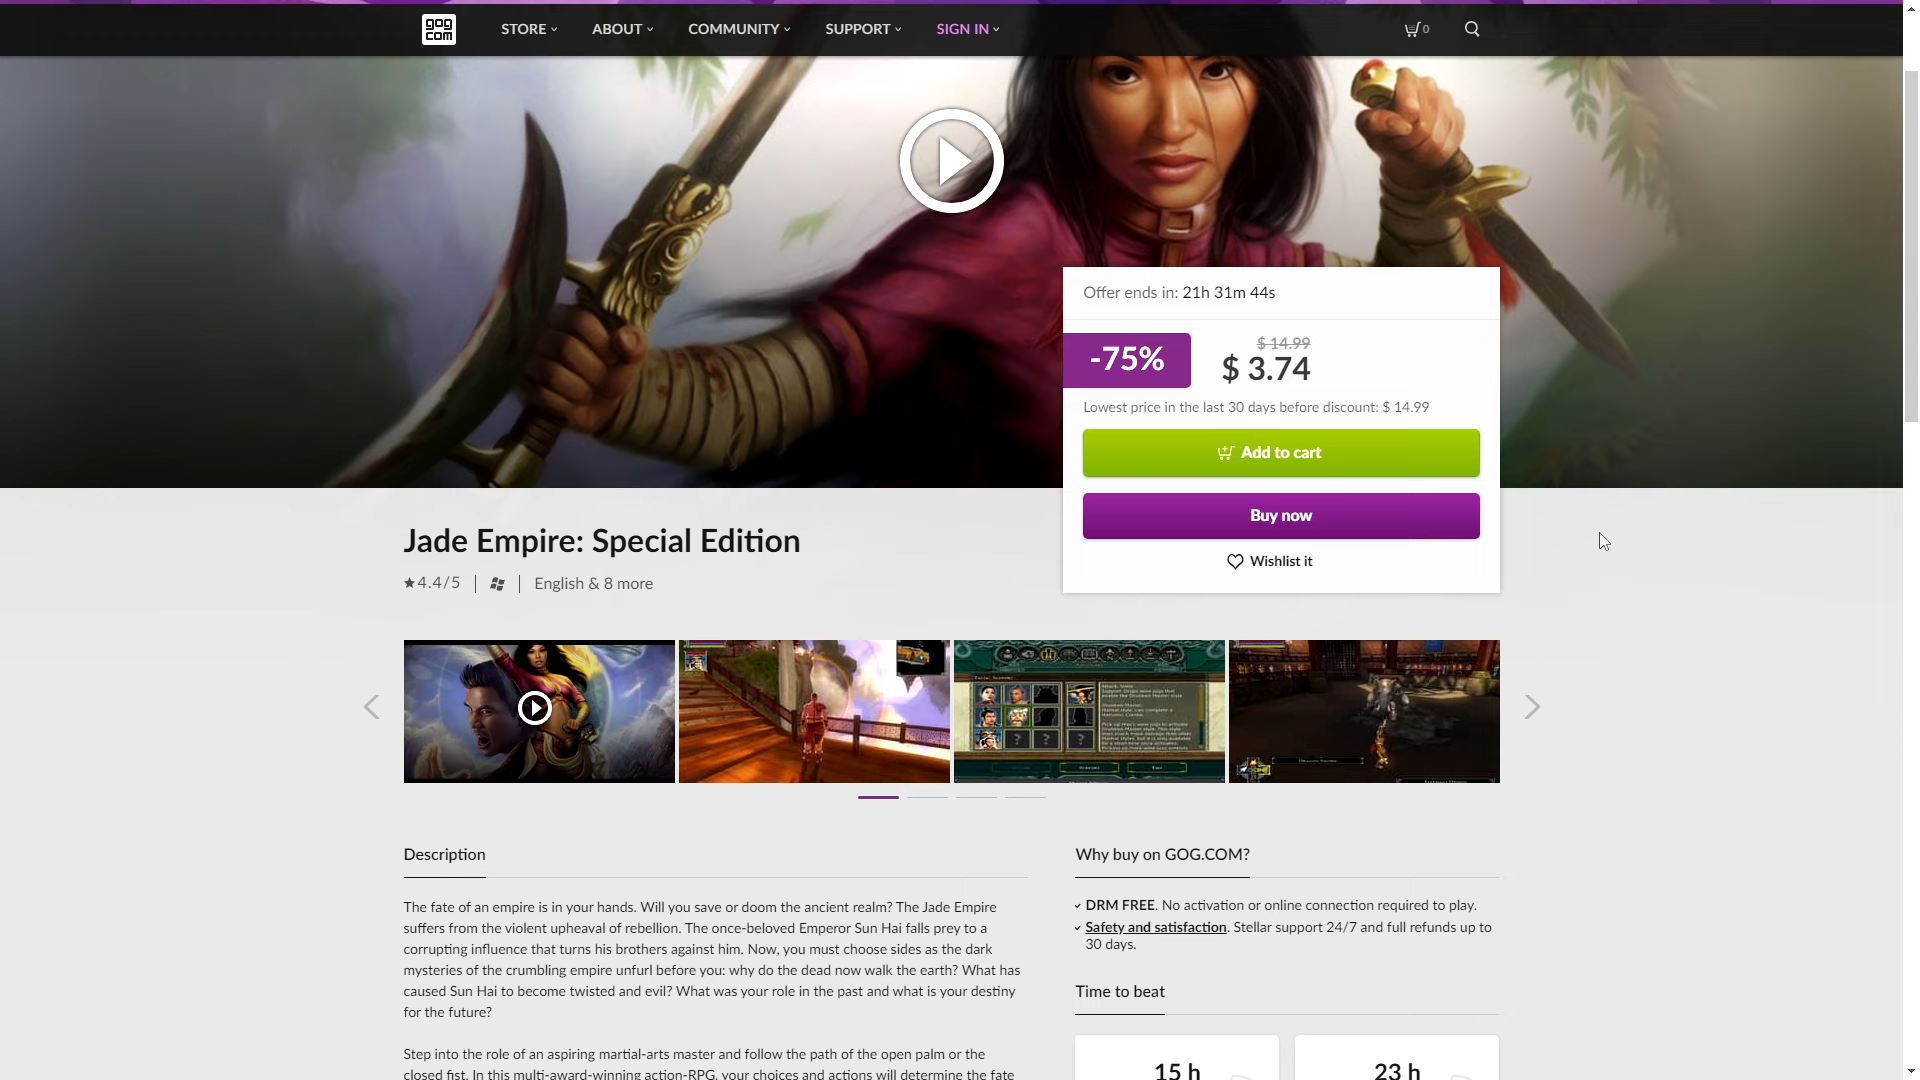 gog
com
STORE
ABOUT
COMMUNITY
SUPPORT
SIGN IN
0
Offer ends in: 21h 31m 44s
-75%
$ 14.99
$ 3.74
Lowest price in the last 30 days before discount: $ 14.99
Add to cart
Buy now
Wishlist it
Jade Empire: Special Edition
4.4/5
English & 8 more
Description
The fate of an empire is in your hands. Will you save or doom the ancient realm? The Jade Empire
suffers from the violent upheaval of rebellion. The once-beloved Emperor Sun Hai falls prey to a
corrupting influence that turns his brothers against him. Now, you must choose sides as the dark
mysteries of the crumbling empire unfurl before you: why do the dead now walk the earth? What has
caused Sun Hai to become twisted and evil? What was your role in the past and what is your destiny
for the future?
Step into the role of an aspiring martial-arts master and follow the path of the open palm or the
closed fist. In this multi-award-winning action-RPG, your choices and actions will determine the fate
Why buy on GOG.COM?
DRM FREE. No activation or online connection required to play.
Safety and satisfaction. Stellar support 24/7 and full refunds up to
30 days.
Time to beat
15 h
23 h